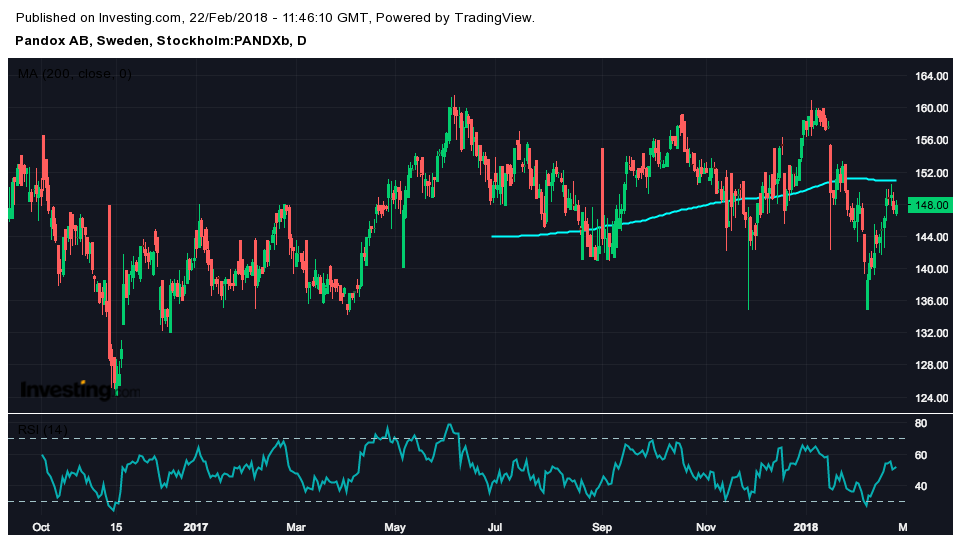 Published on Investing.com, 22/Feb/2018 - 11:46:10 GMT, Powered by TradingView.
Pandox AB, Sweden, Stockholm:PANDXb, D
MA (200, close, 0)
164.00
160.00
156.00
152.00
148.00
144.00
140.00
136.00
132.00
128.00
124.00
Investing.com
RSI (14)
80
60
40
Oct 15 2017 Mar May Jul Sep Nov 2018 M